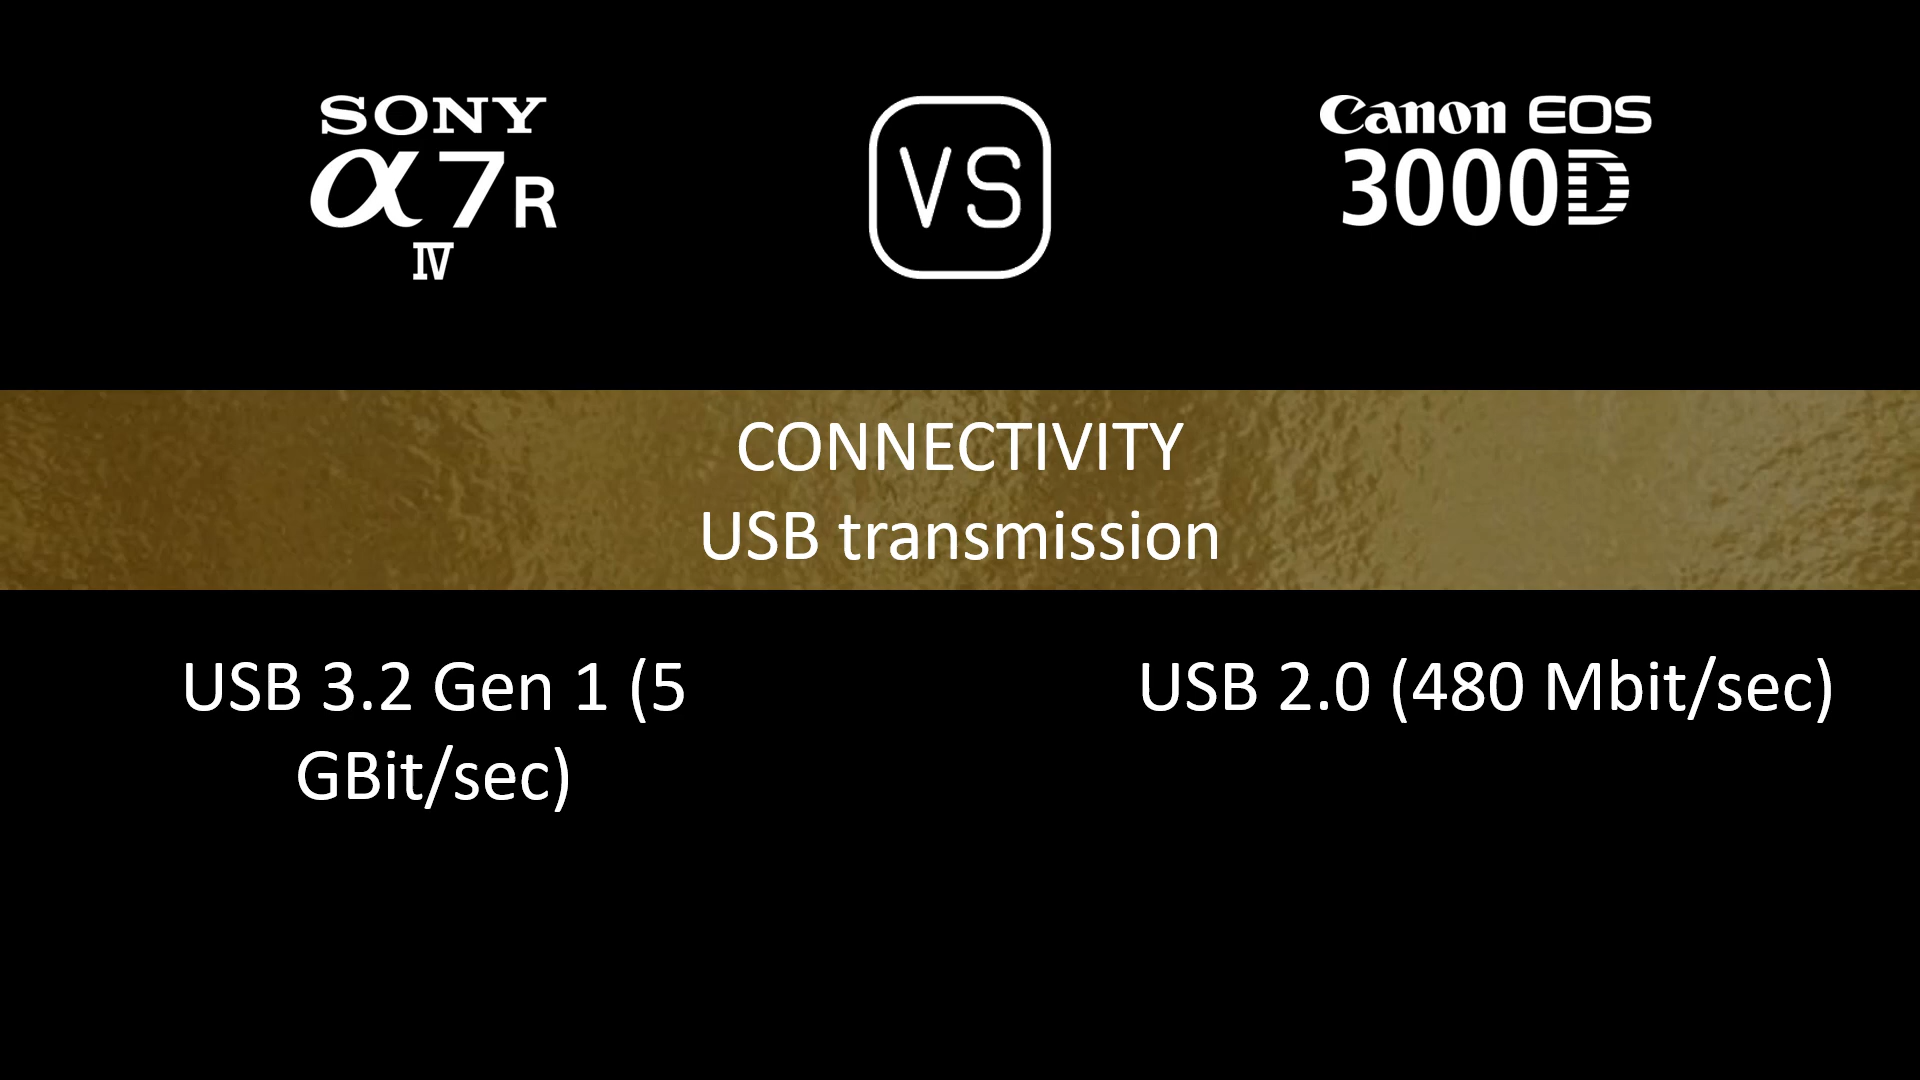 SONY
α7R
IV
VS
Canon EOS
3000D
CONNECTIVITY
USB transmission
USB 3.2 Gen 1 (5
GBit/sec)
USB 2.0 (480 Mbit/sec)